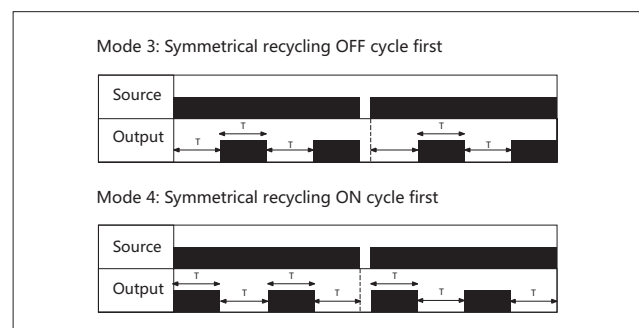 Mode 3: Symmetrical recycling OFF cycle first
Source
Output
T
T
T
T
T
Mode 4: Symmetrical recycling ON cycle first
Source
Output
T
T
T
T
T
T
T